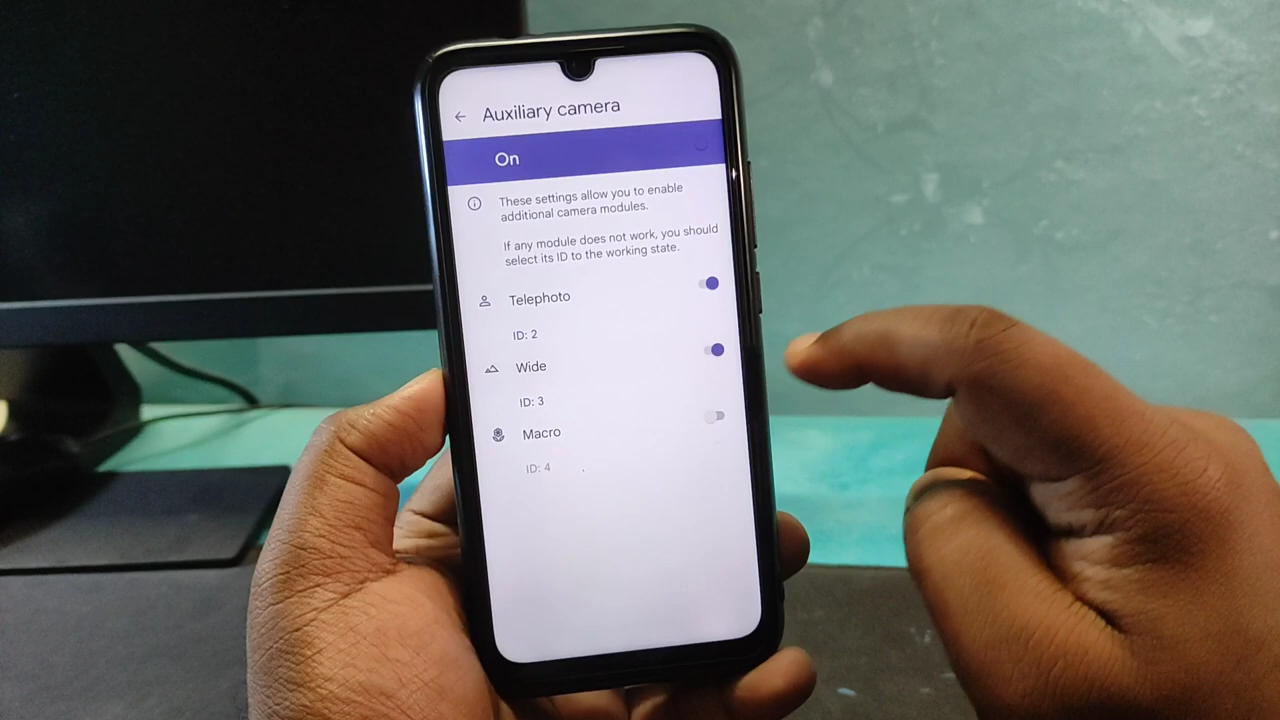 Auxiliary camera
On
These settings allow you to enable
additional camera modules.
If any module does not work, you should
select its ID to the working state.
Telephoto
ID: 2
Wide
ID: 3
Macro
ID: 4